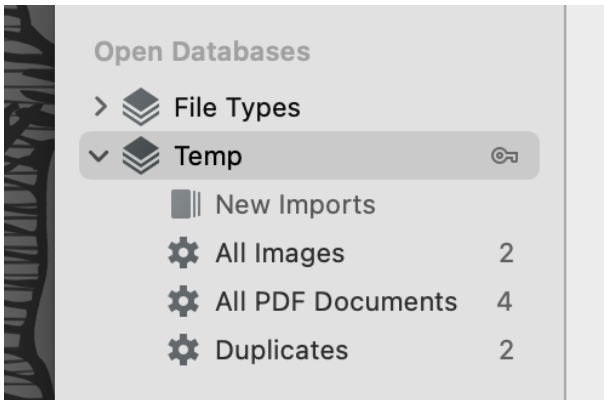 Open Databases
File Types
Temp
New Imports
All Images 2
All PDF Documents 4
Duplicates 2